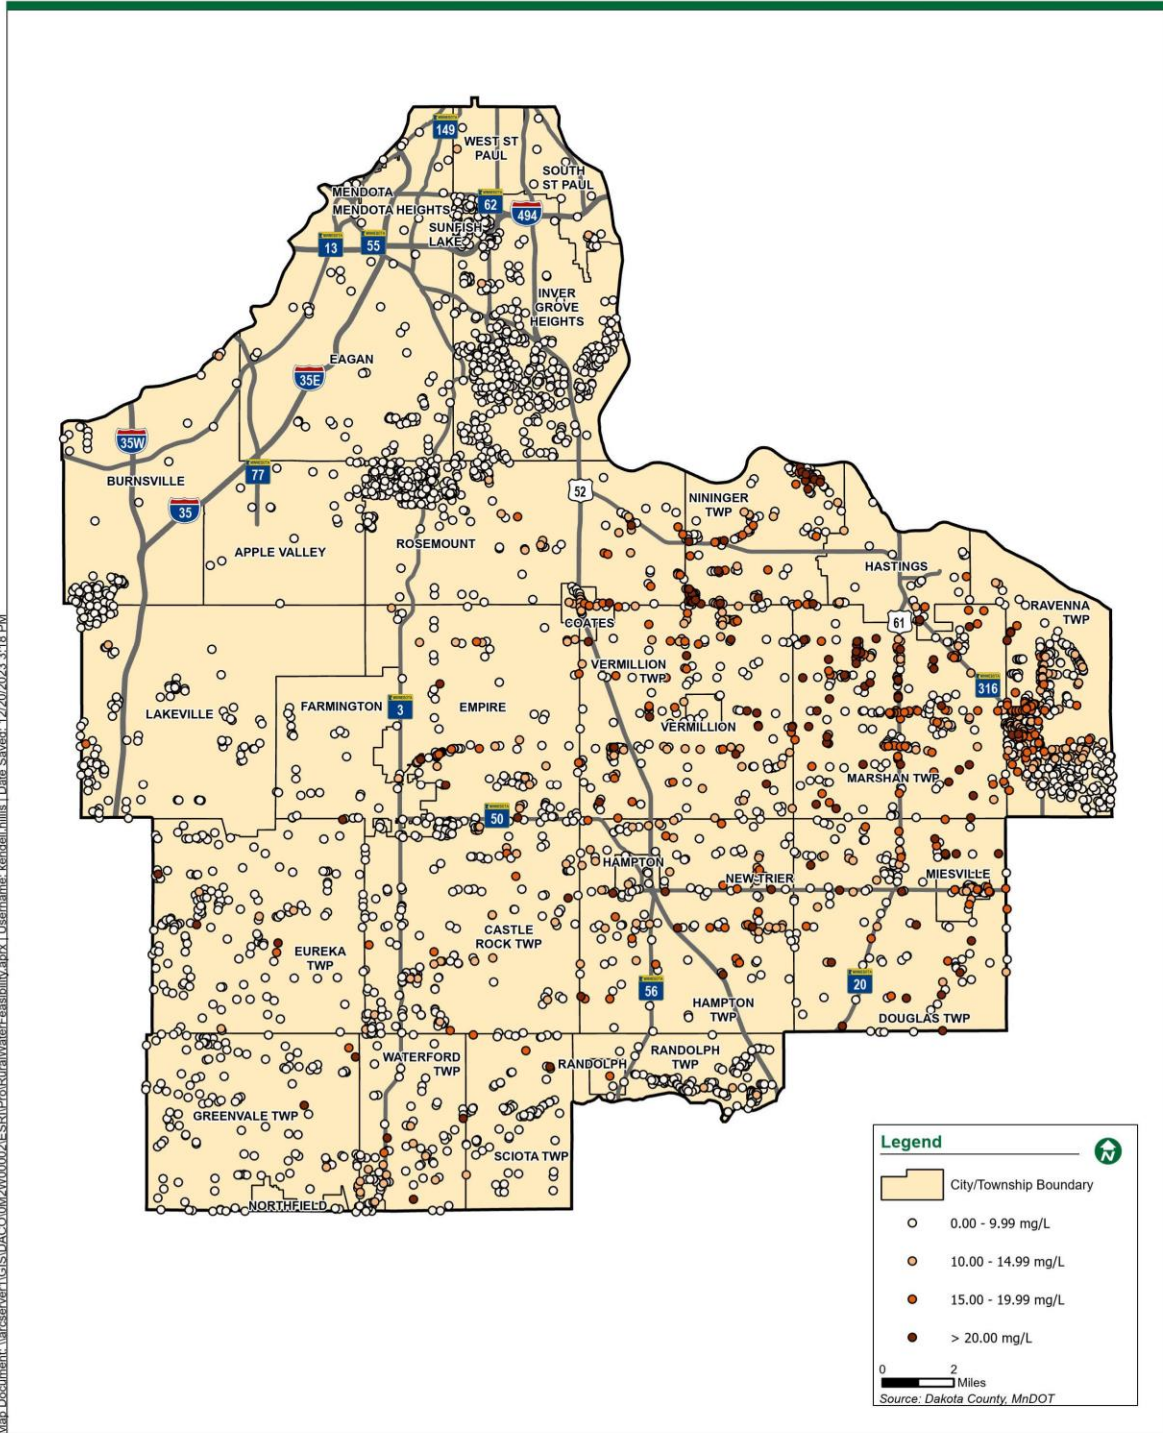 149
WEST ST
PAUL
SOUTH
ST PAUL
MENDOTA
62
MENDOTA HEIGHTS
494
SUNFISH
LAKE
13
55
INVER
GROVE
HEIGHTS
EAGAN
35E
35W
77
BURNSVILLE
52
NININGER
TWP
35
APPLE VALLEY
ROSEMOUNT
HASTINGS
RAVENNA
TWP
COATES
61
VERMILLION
TWP
316
LAKEVILLE
FARMINGTON
3
EMPIRE
VERMILLION
MARSHAN TWP
50
HAMPTON
NEW TRIER
MIESVILLE
CASTLE
ROCK TWP
EUREKA
TWP
56
20
HAMPTON
TWP
DOUGLAS TWP
WATERFORD
TWP
RANDOLPH
RANDOLPH
TWP
GREENVALE TWP
SCIOTA TWP
NORTHFIELD
Legend
N
City/Township Boundary
0.00 - 9.99 mg/L
10.00 - 14.99 mg/L
15.00 - 19.99 mg/L
> 20.00 mg/L
0 2
Miles
Source: Dakota County, MnDOT